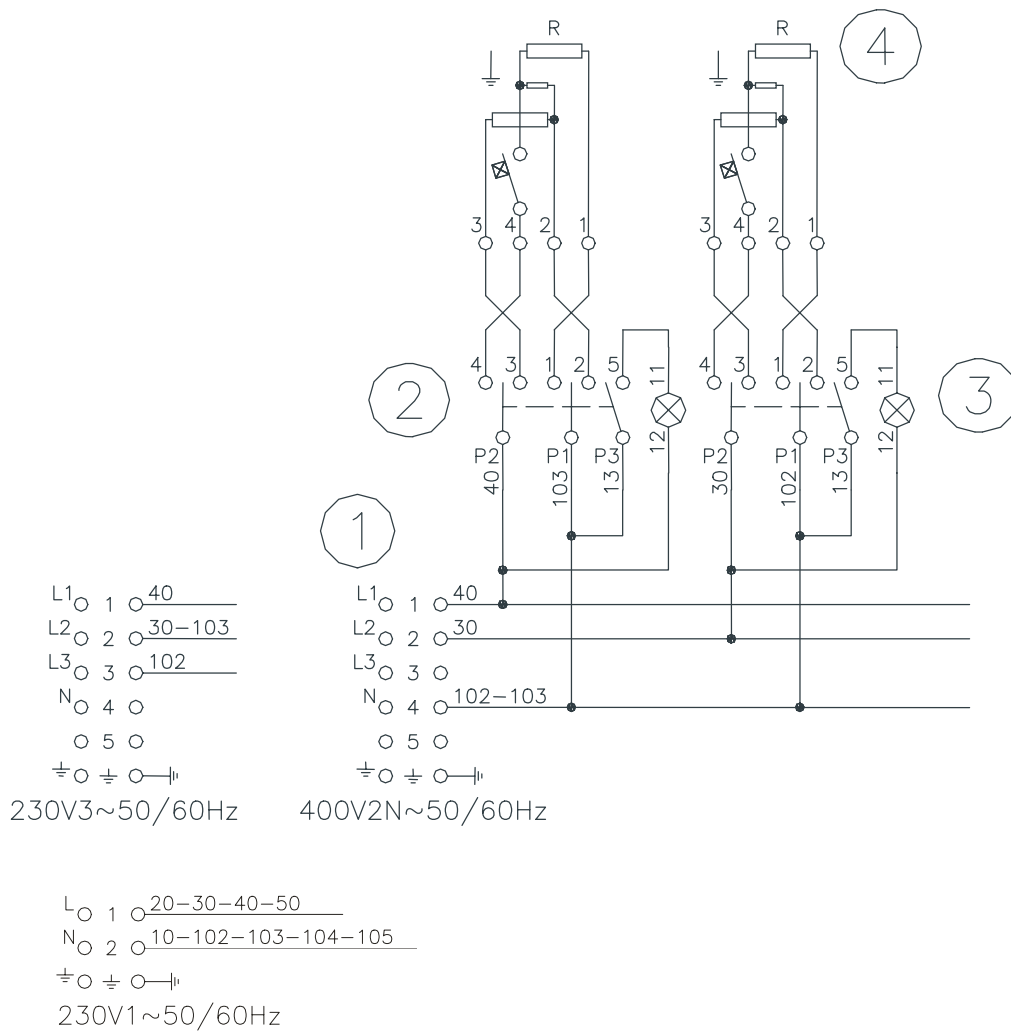 R R 4
3 4 2 1 3 4 2 1
4 3 1 2 5 11 4 3 1 2 5 11
2 3
12 12
P2 P1 P3 P2 P1 P3
40 103 13 30 102 13
1
L1 1 40 L1 1 40
L2 2 30-103 L2 2 30
L3 3 102 L3 3
N 4 N 4 102-103
5 5
230V3~50/60Hz 400V2N~50/60Hz
L 1 20-30-40-50
N 2 10-102-103-104-105
230V1~50/60Hz